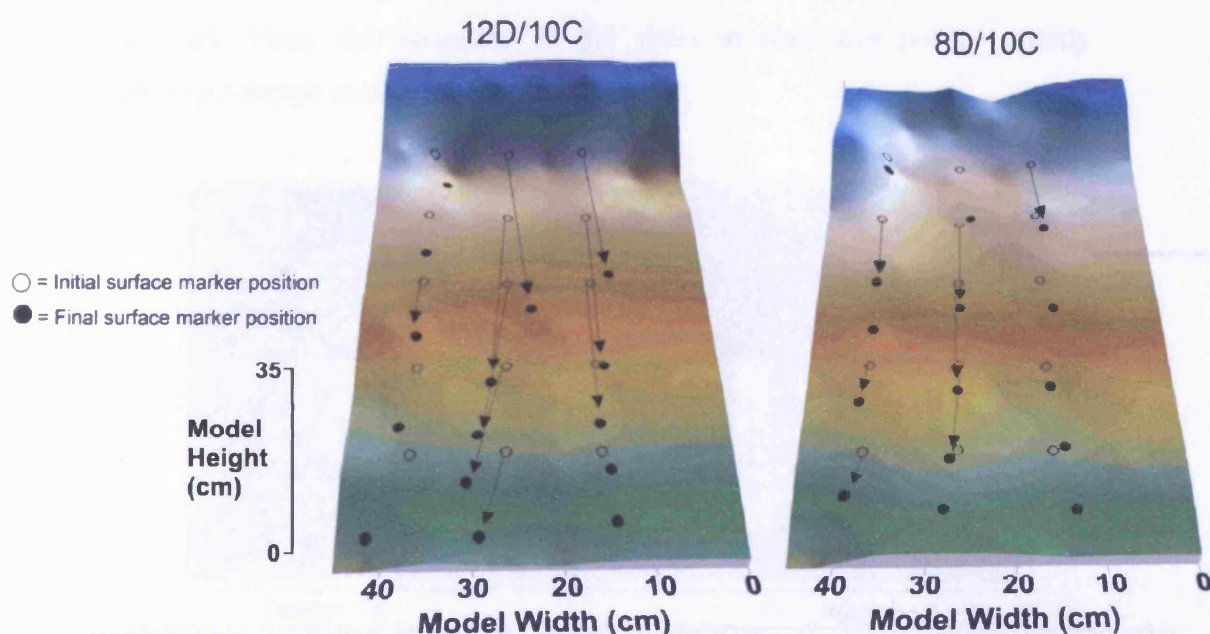 12D/10C
8D/10C
= Initial surface marker position
= Final surface marker position
35
Model
Height
(cm)
0
40 30 20 10 0
Model Width (cm)
40 30 20 10 0
Model Width (cm)